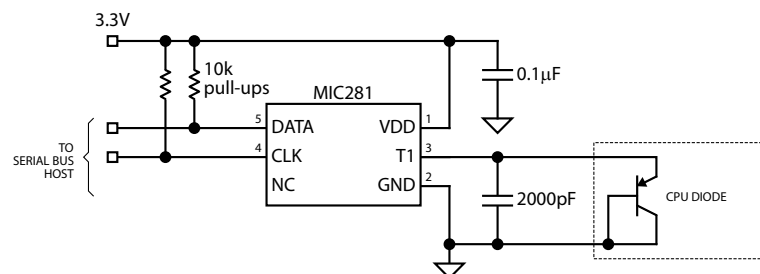 3.3V
10k
pull-ups
0.1µF
MIC281
5 DATA
VDD 1
TO
SERIAL BUS
HOST
4 CLK
T1 3
NC
GND 2
2000pF
CPU DIODE